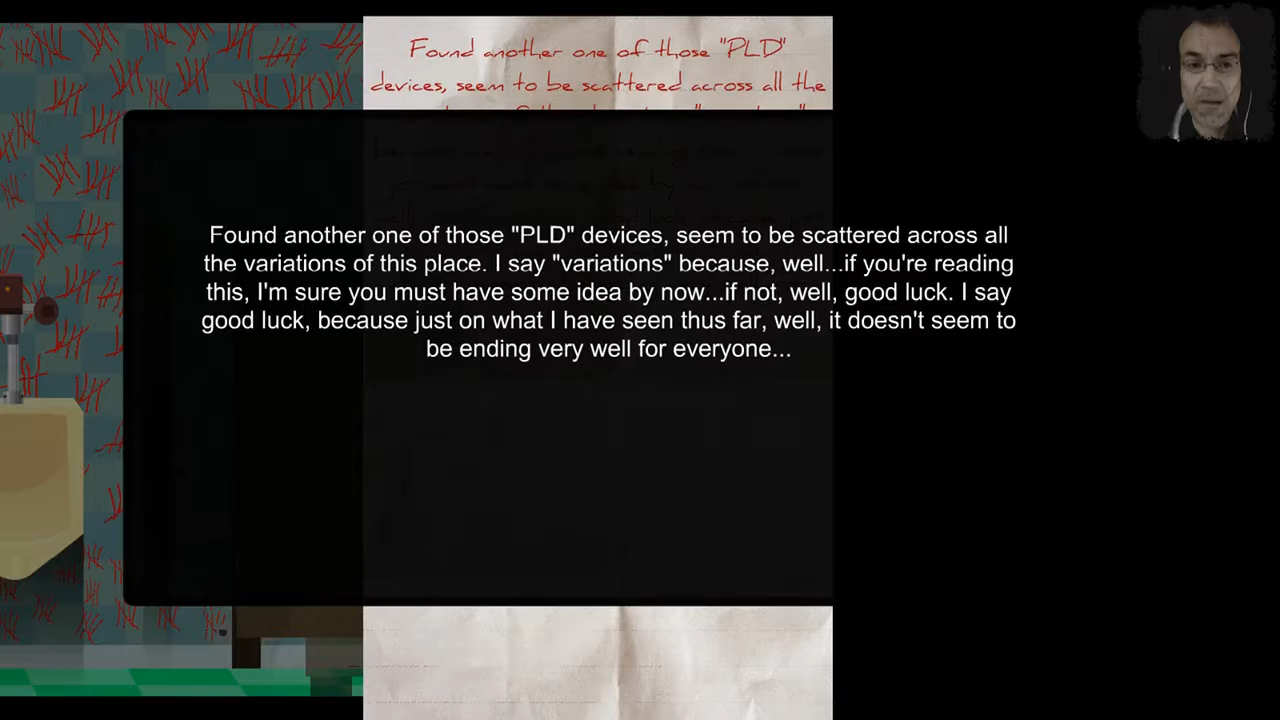 Found another one of those "PLD"
devices, seem to be scattered across all the
Found another one of those "PLD" devices, seem to be scattered across all
the variations of this place. I say "variations" because, well...if you're reading
this, I'm sure you must have some idea by now...if not, well, good luck. I say
good luck, because just on what I have seen thus far, well, it doesn't seem to
be ending very well for everyone...